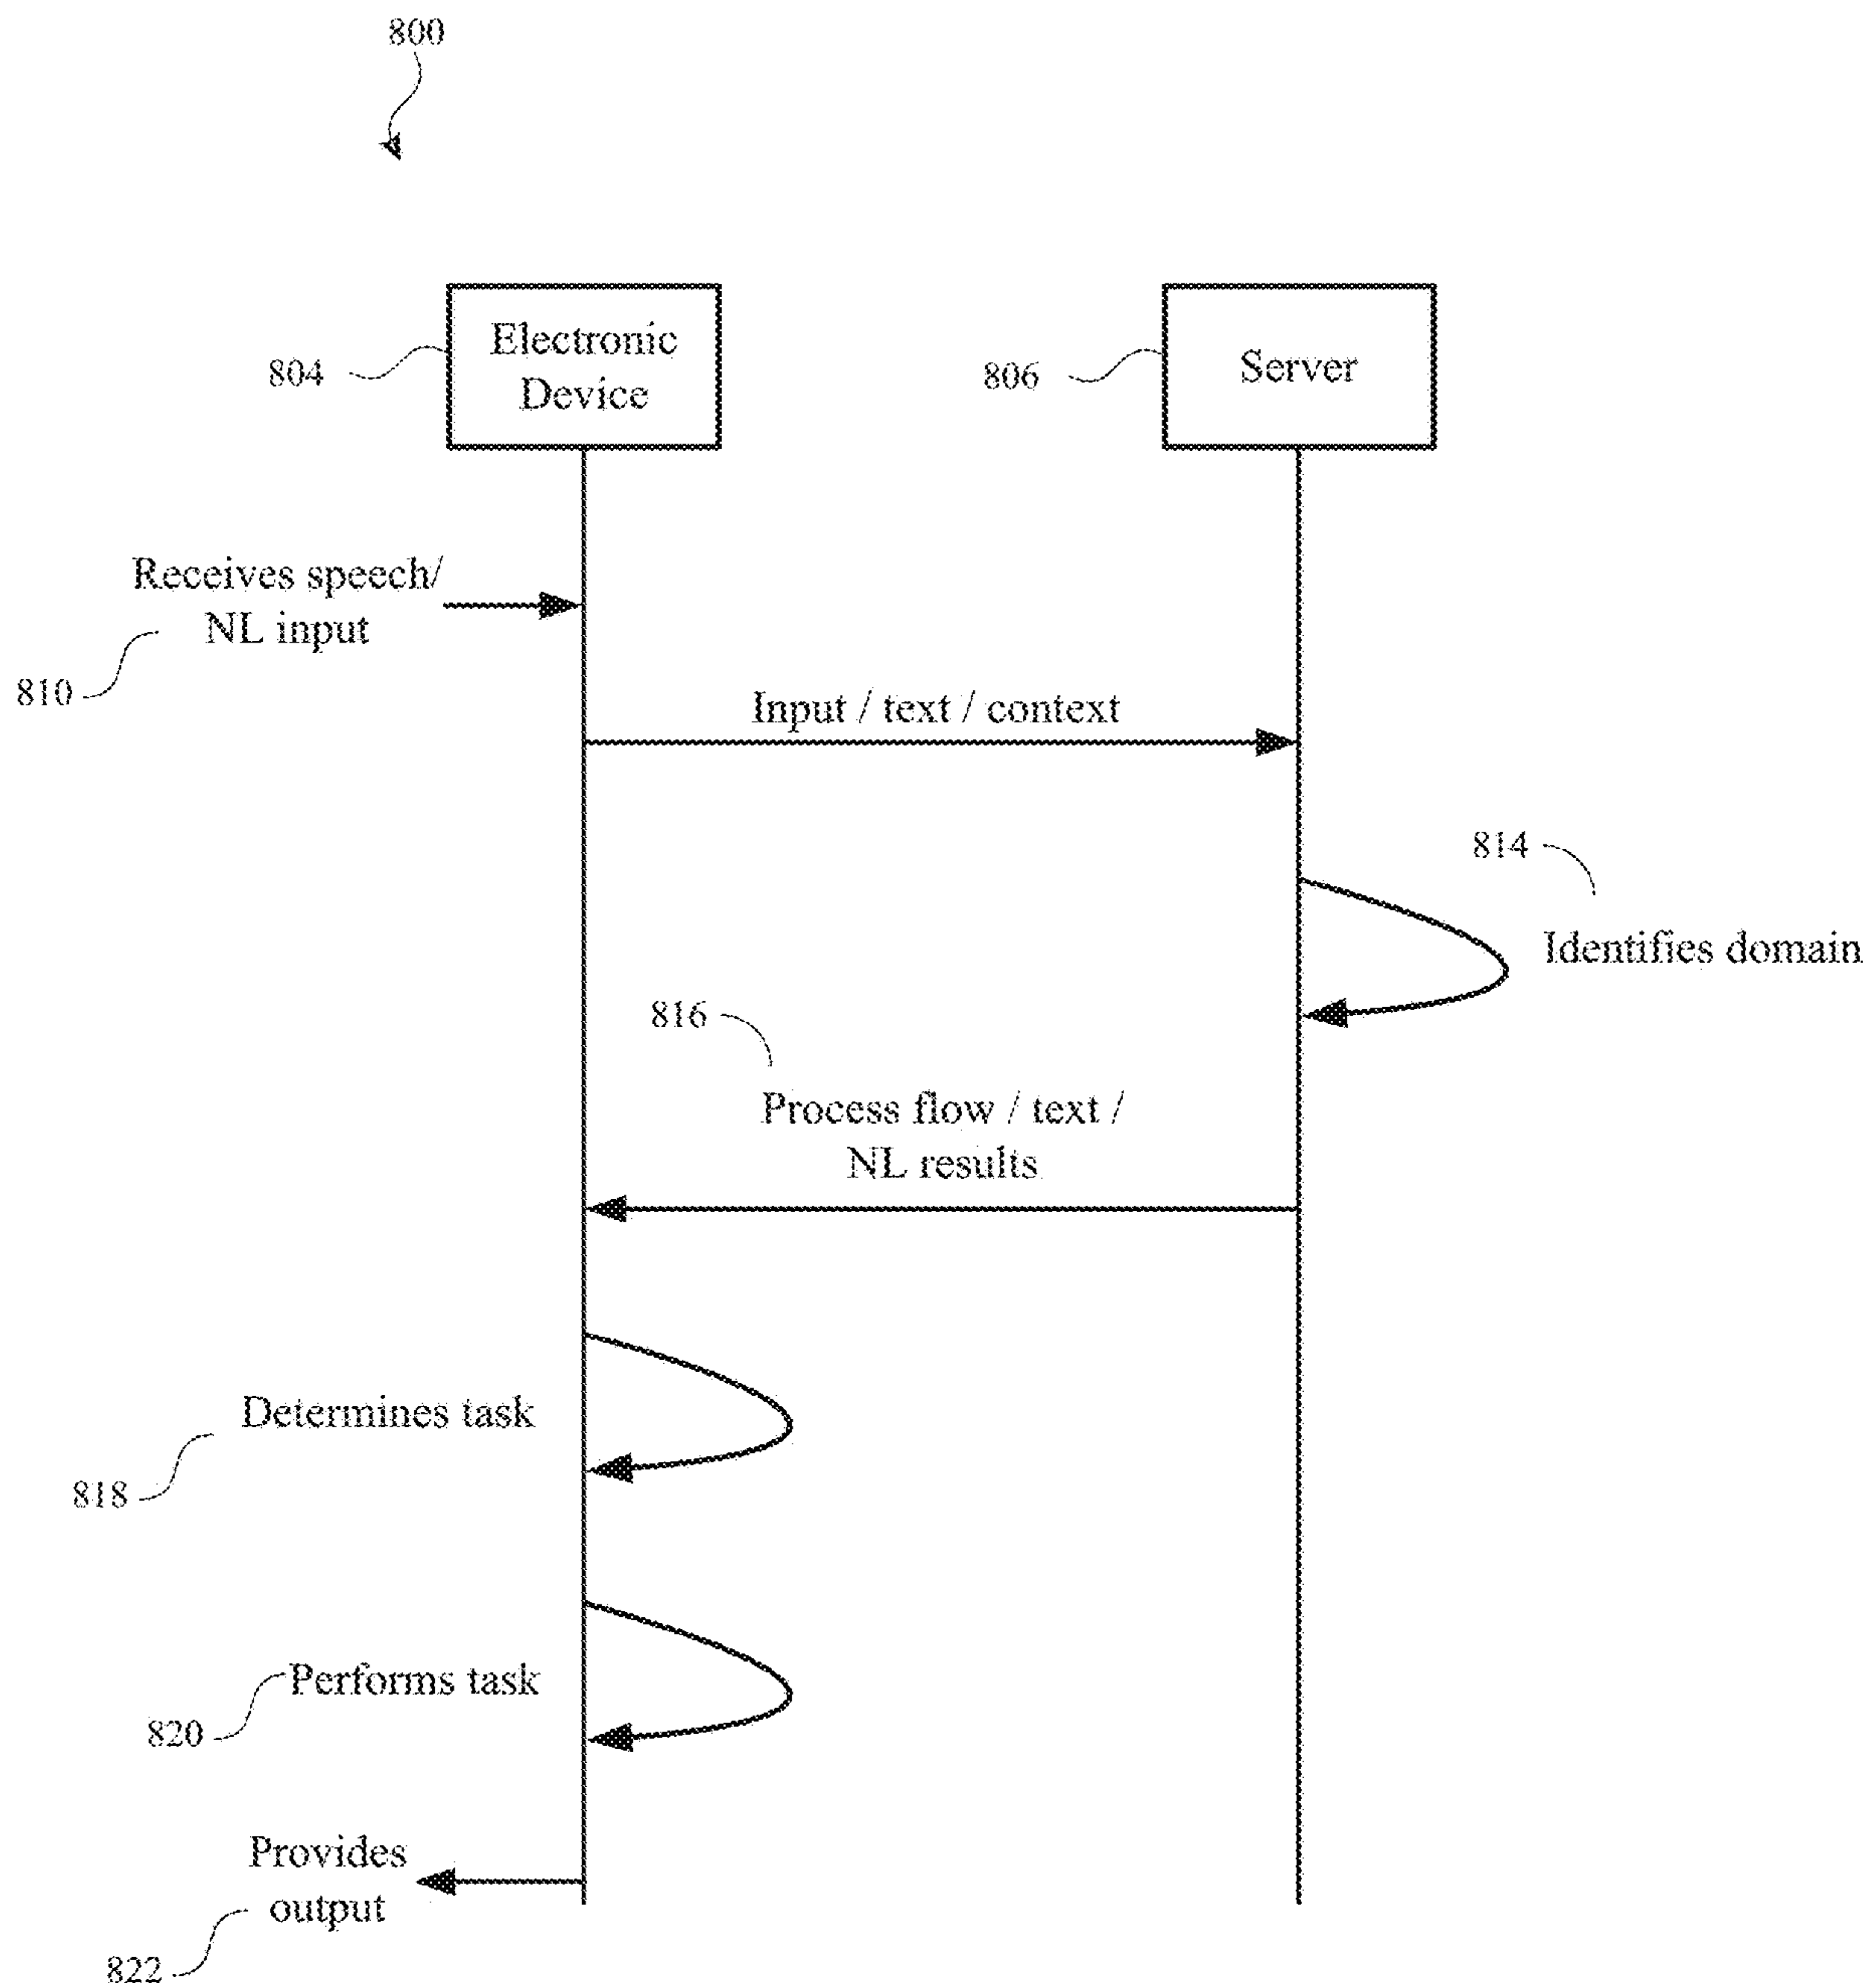 800
Electronic
Device
804
Server
806
Receives speech/
NL input
810
Input / text / context
814
Identifies domain
816
Process flow / text /
NL results
Determines task
818
Performs task
820
Provides
output
822